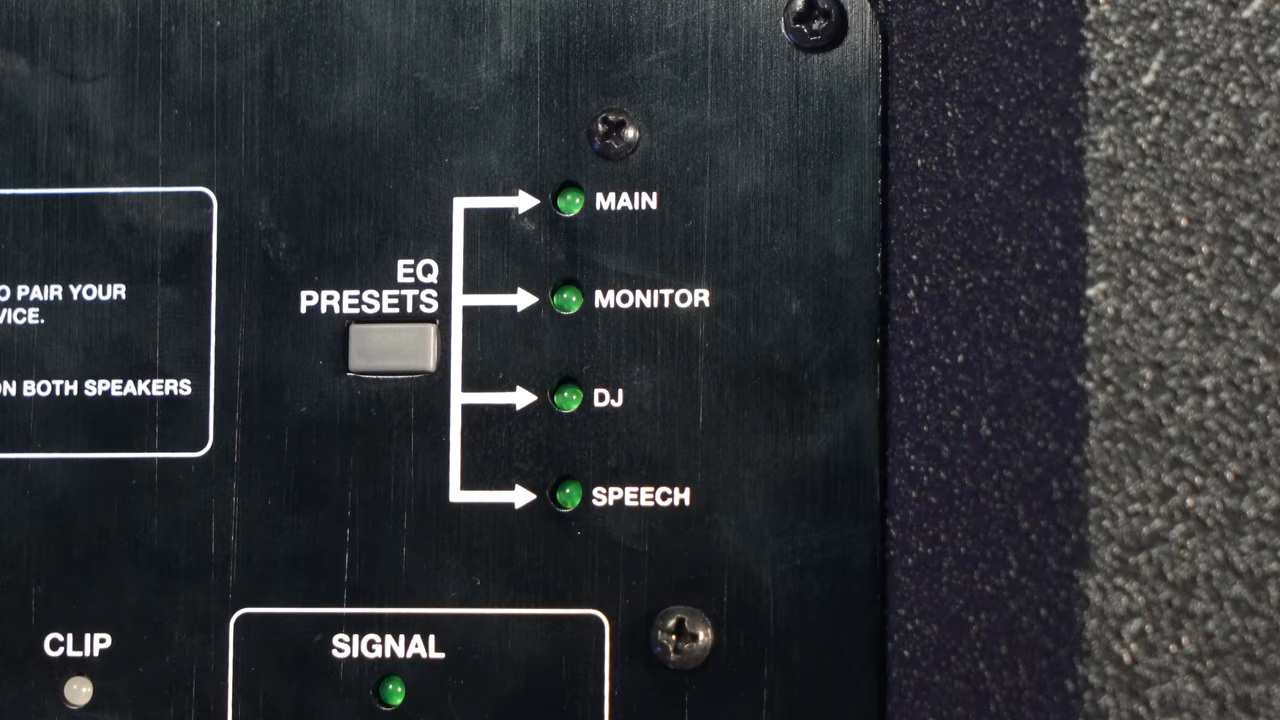 MAIN
EQ
PRESETS
MONITOR
DJ
SPEECH
O PAIR YOUR
VICE.
ON BOTH SPEAKERS
CLIP
SIGNAL